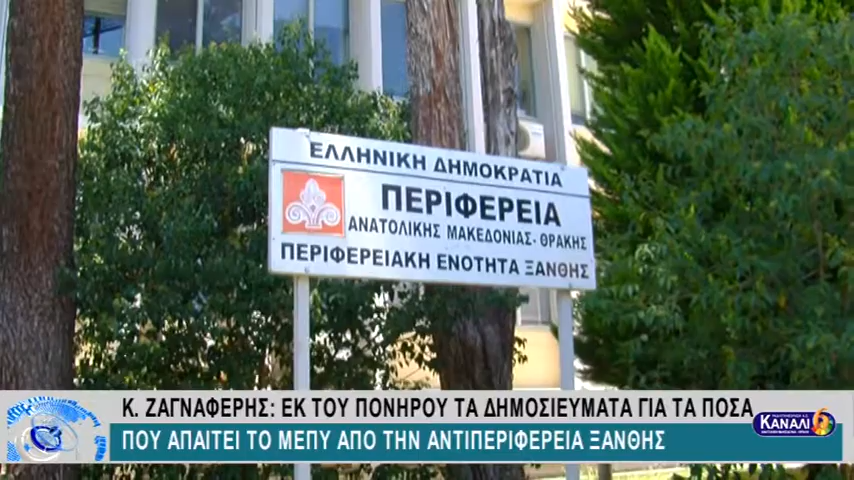 ΕΛΛΗΝΙΚΗ ΔΗΜΟΚΡΑΤΙΑ
ΠΕΡΙΦΕΡΕΙΑ
ΑΝΑΤΟΛΙΚΗΣ ΜΑΚΕΔΟΝΙΑΣ - ΘΡΑΚΗΣ
ΠΕΡΙΦΕΡΕΙΑΚΗ ΕΝΟΤΗΤΑ ΞΑΝΘΗΣ
Κ. ΖΑΓΝΑΦΕΡΗΣ: ΕΚ ΤΟΥ ΠΟΝΗΡΟΥ ΤΑ ΔΗΜΟΣΙΕΥΜΑΤΑ ΓΙΑ ΤΑ ΠΟΣΑ
ΠΟΥ ΑΠΑΙΤΕΙ ΤΟ ΜΕΠΥ ΑΠΟ ΤΗΝ ΑΝΤΙΠΕΡΙΦΕΡΕΙΑ ΞΑΝΘΗΣ
ΚΑΝΑΛΙ 6